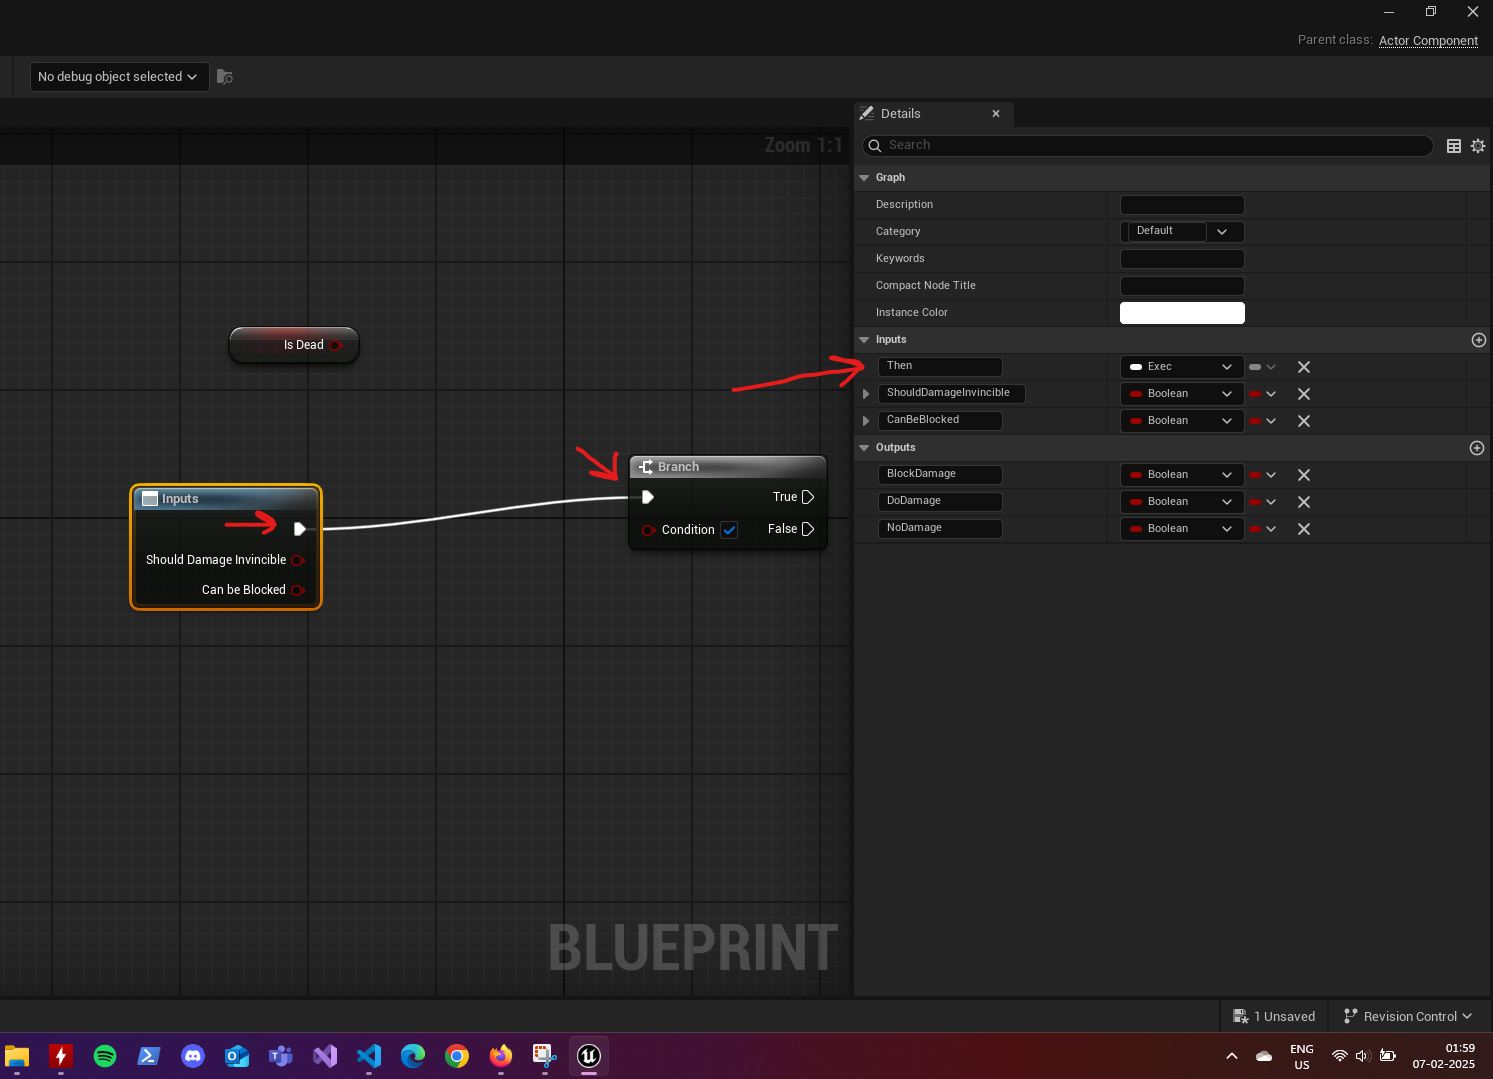 Parent class: Actor Component
No debug object selected
Details
Zoom 1:1
Search
Graph
Description
Category Default
Keywords
Compact Node Title
Instance Color
Inputs
Then Exec
ShouldDamageInvincible Boolean
CanBeBlocked Boolean
Outputs
BlockDamage Boolean
DoDamage Boolean
NoDamage Boolean
Is Dead
Branch
True
Condition False
Inputs
Should Damage Invincible
Can be Blocked
BLUEPRINT
1 Unsaved Revision Control
ENG
US
01:59
07-02-2025